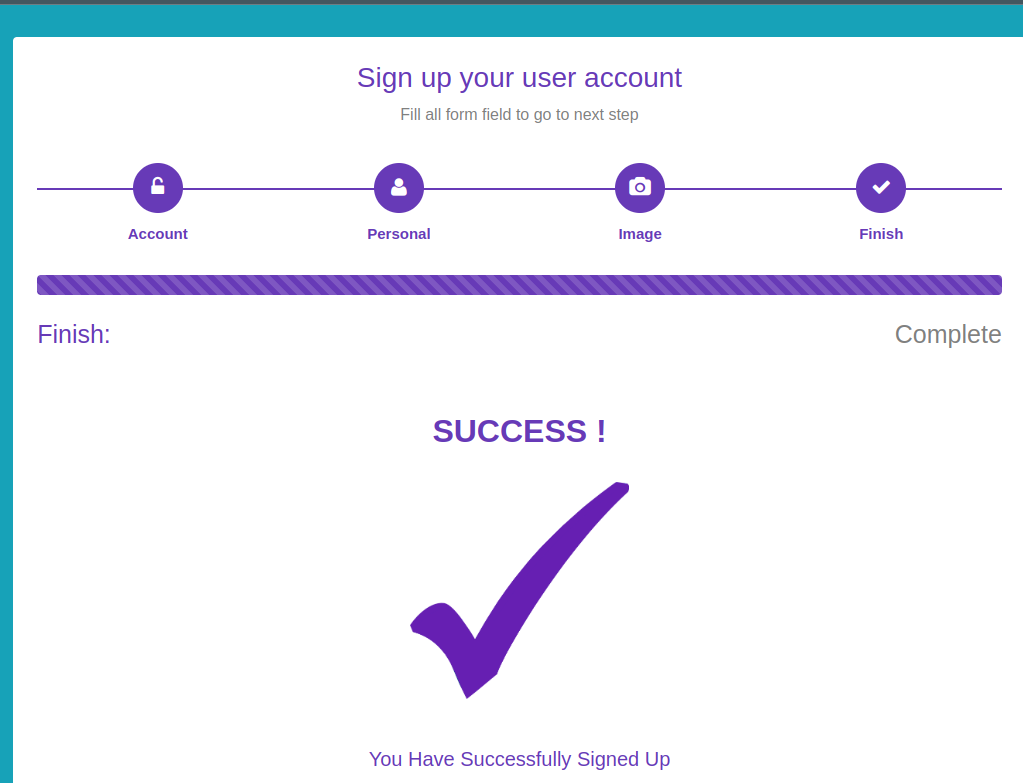 Sign up your user account
Fill all form field to go to next step
Account Personal Image Finish
Finish: Complete
SUCCESS !
You Have Successfully Signed Up